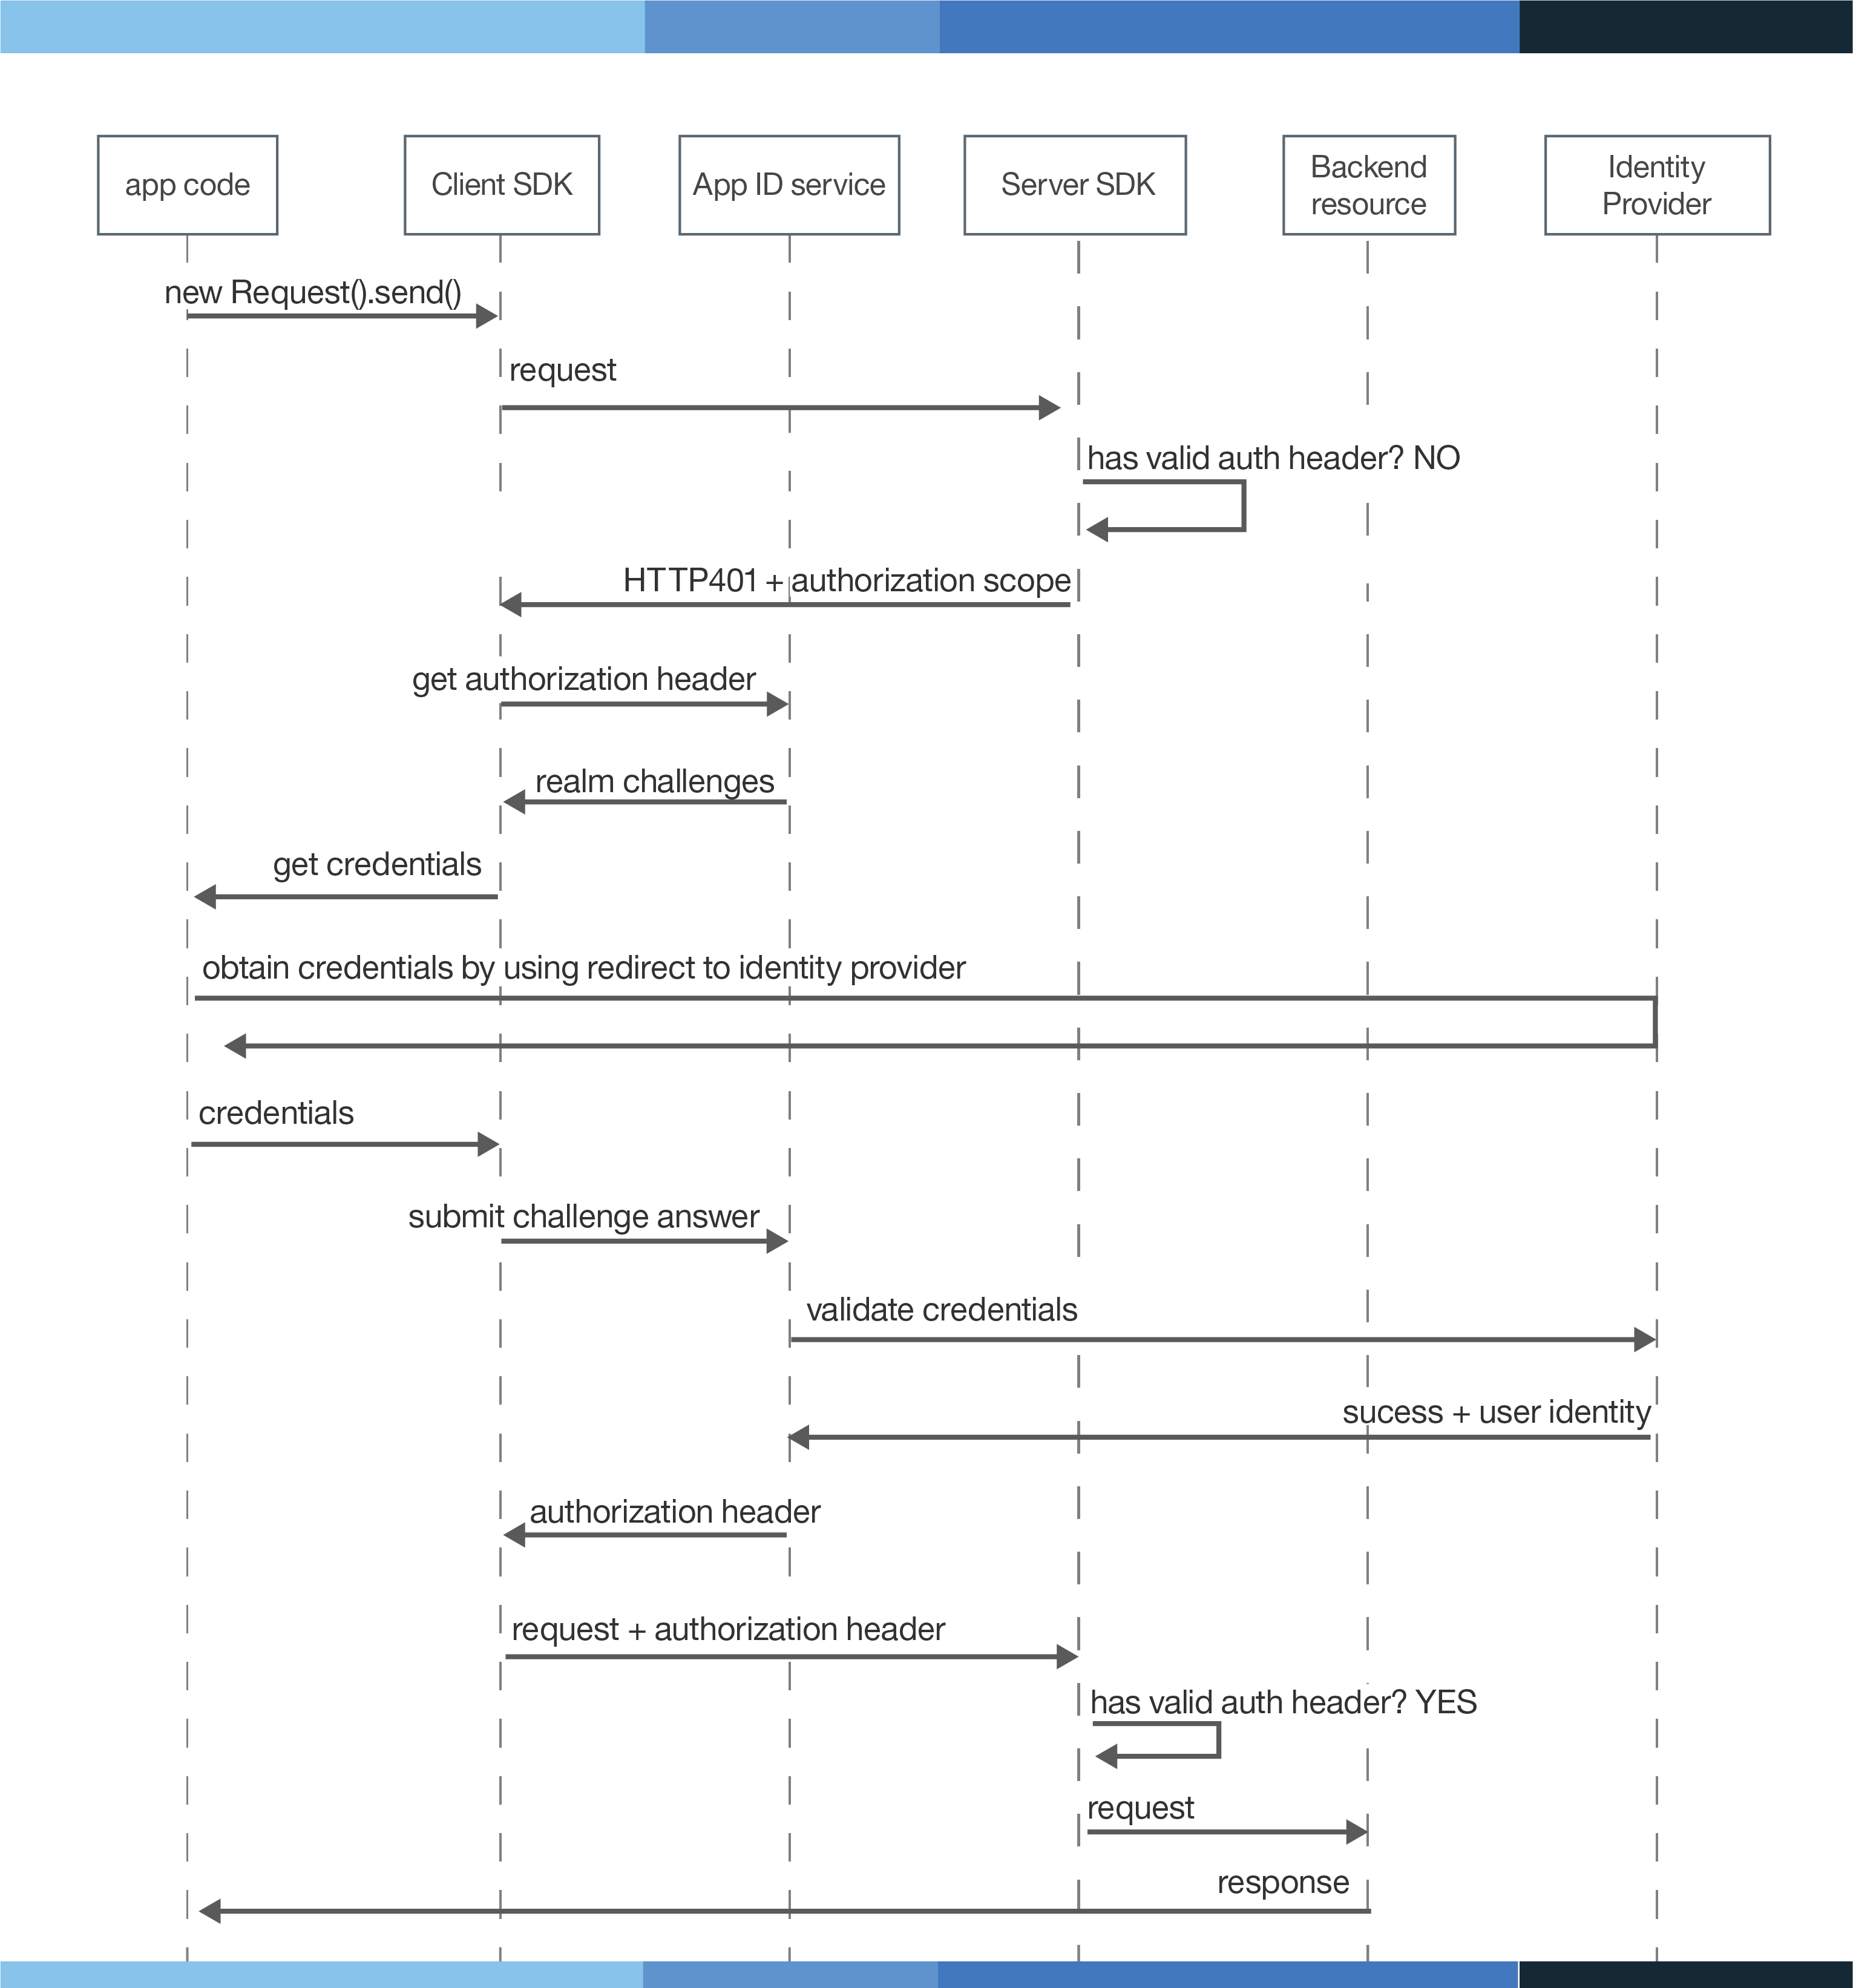 app code
Client SDK
App ID service
Server SDK
Backend
resource
Identity
Provider
new Request().send()
request
has valid auth header? NO
HTTP401 + authorization scope
get authorization header
realm challenges
get credentials
obtain credentials by using redirect to identity provider
credentials
submit challenge answer
validate credentials
sucess + user identity
authorization header
request + authorization header
has valid auth header? YES
request
response